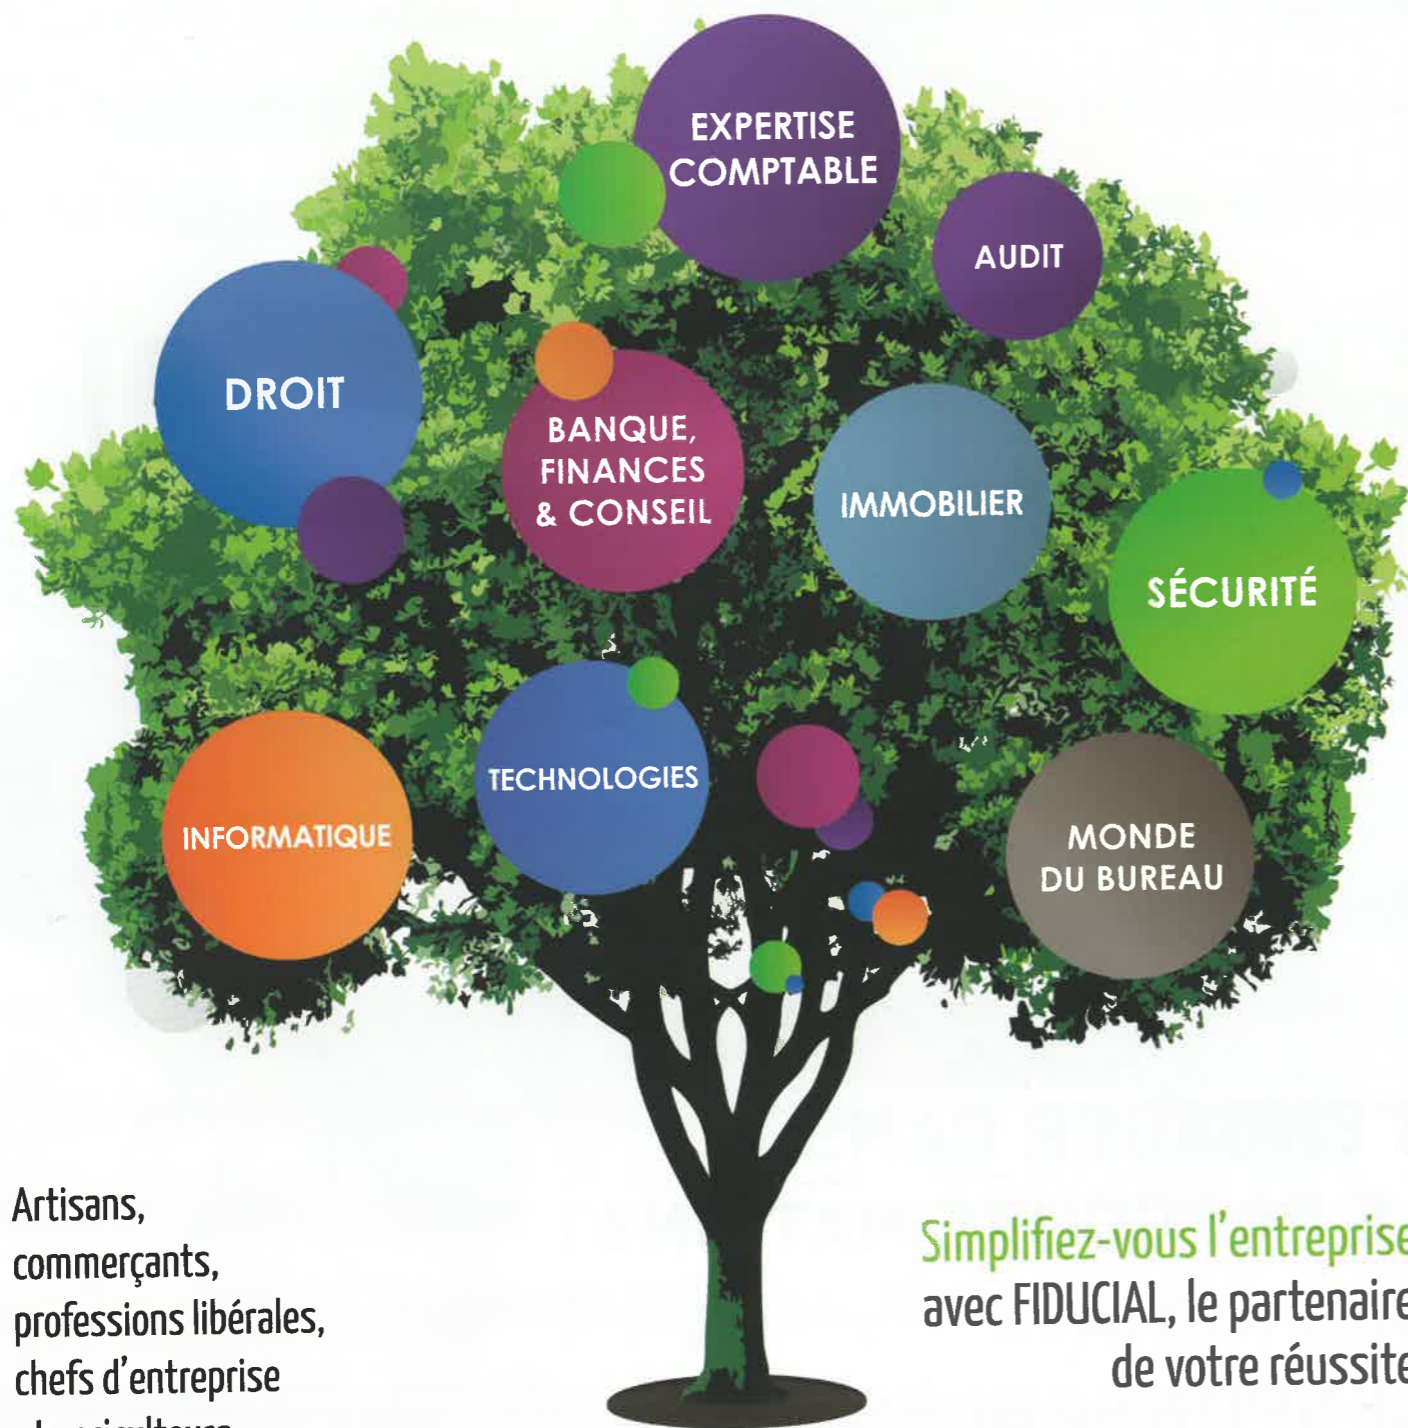 EXPERTISE
COMPTABLE
AUDIT
DROIT
BANQUE,
FINANCES
& CONSEIL
IMMOBILIER
SÉCURITÉ
TECHNOLOGIES
INFORMATIQUE
MONDE
DU BUREAU
Artisans,
commerçants,
professions libérales,
chefs d'entreprise
Simplifiez-vous l'entreprise
avec FIDUCIAL, le partenaire
de votre réussite